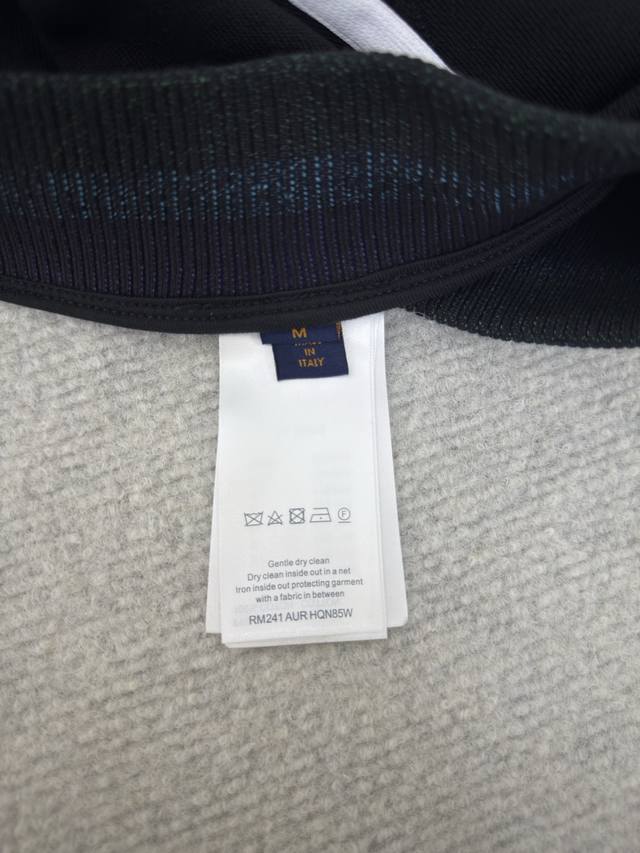 M
IN
ITALY
Gentle dry clean
Dry clean inside out in a net
Iron inside out protecting garment
with a fabric in between
RM241 AUR HQN85W